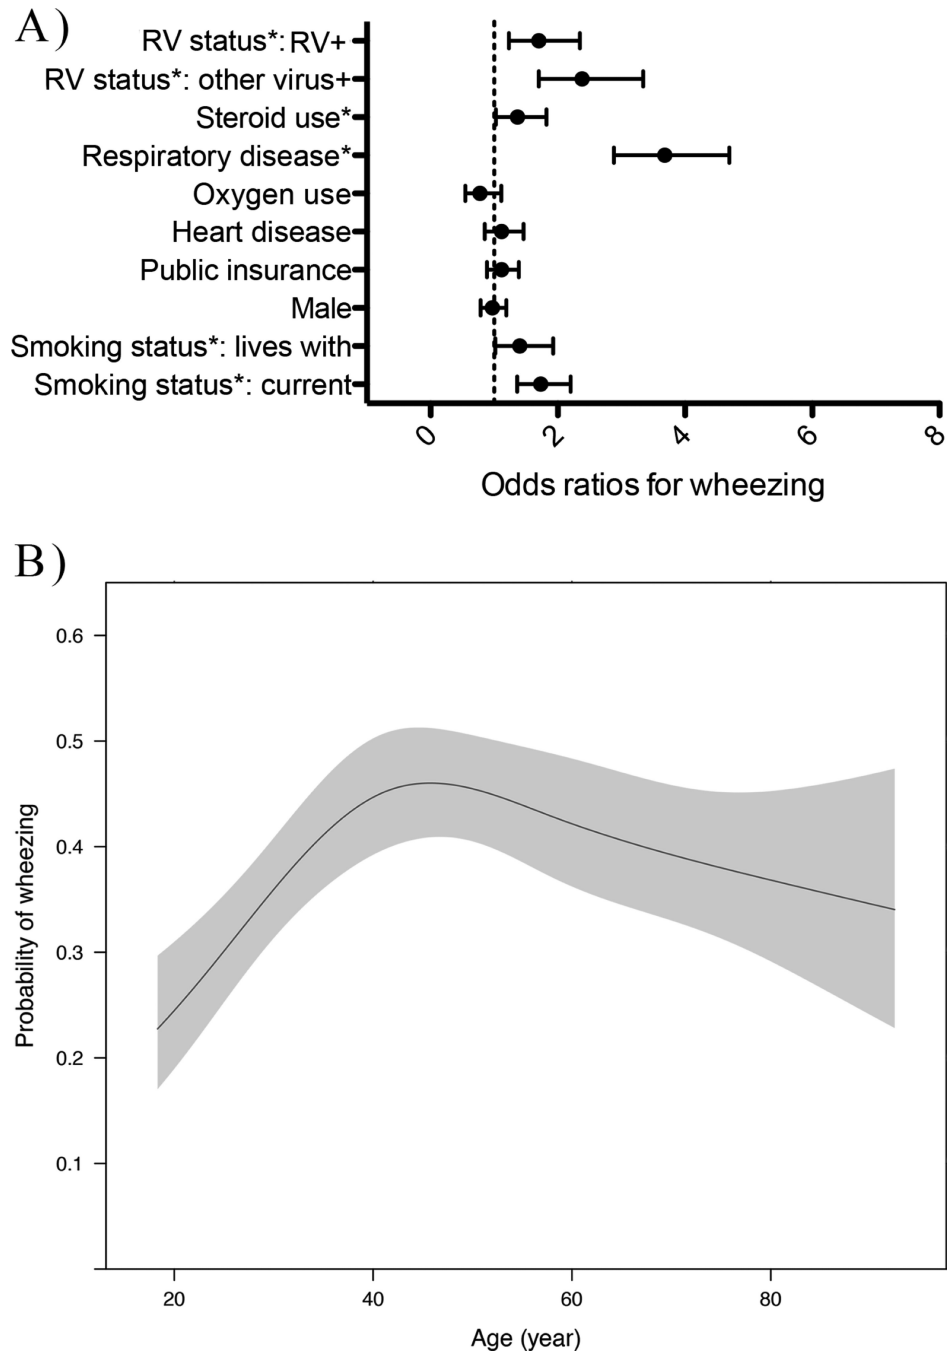 A)
RV status*: RV+
RV status*: other virus+
Steroid use*
Respiratory disease*
Oxygen use
Heart disease
Public insurance
Male
Smoking status*: lives with
Smoking status*: current
0 2 4 6 8
Odds ratios for wheezing
B)
Probability of wheezing
0.6
0.5
0.4
0.3
0.2
0.1
20 40 60 80
Age (year)